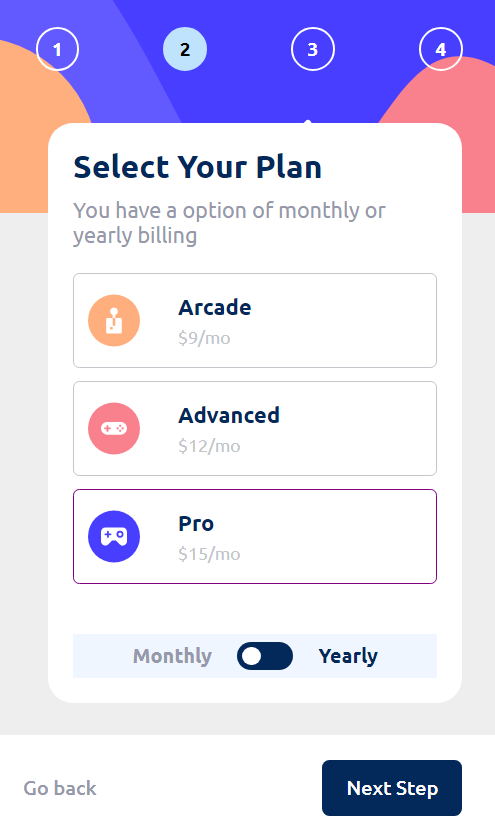 1 2 3 4
Select Your Plan
You have a option of monthly or
yearly billing
Arcade
$9/mo
Advanced
$12/mo
Pro
$15/mo
Monthly Yearly
Go back Next Step